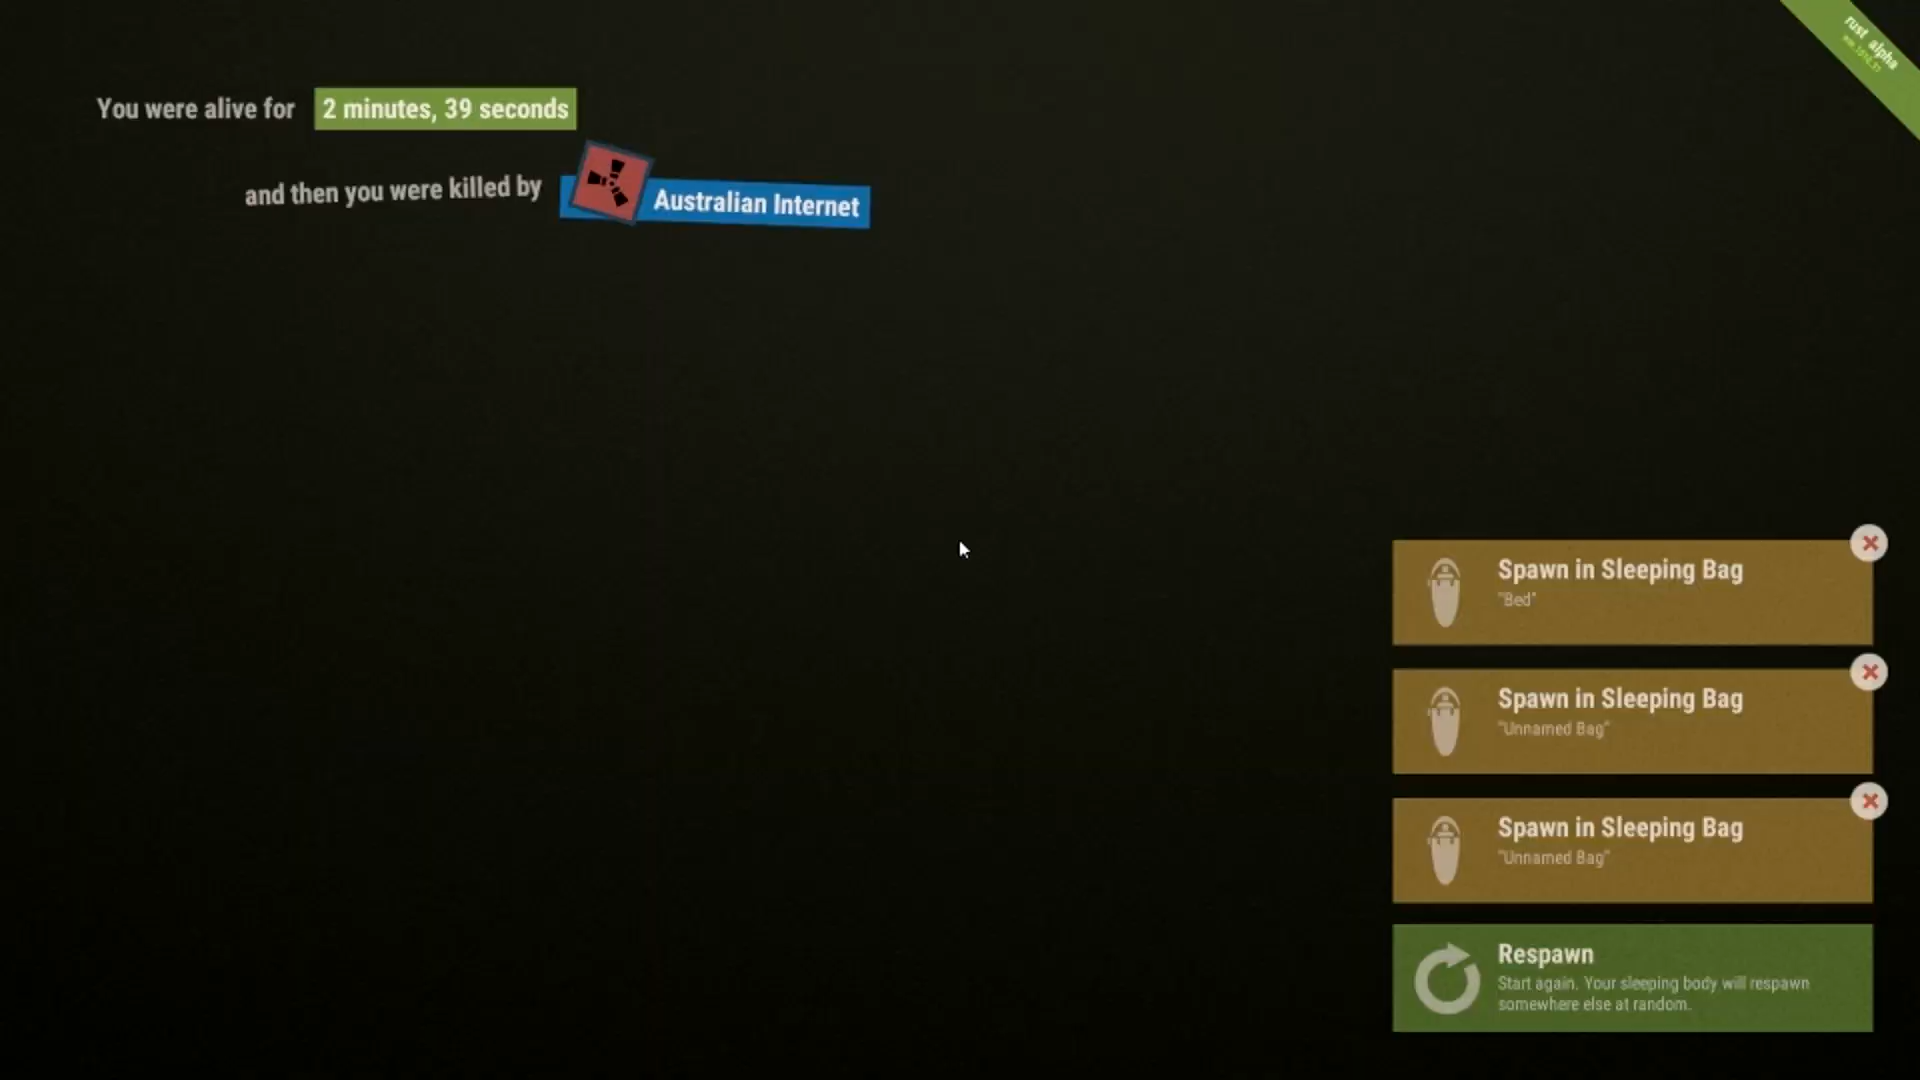 rust alpha
You were alive for 2 minutes, 39 seconds
and then you were killed by Australian Internet
Spawn in Sleeping Bag
"Bed"
Spawn in Sleeping Bag
"Unnamed Bag"
Spawn in Sleeping Bag
"Unnamed Bag"
Respawn
Start again. Your sleeping body will respawn
somewhere else at random.